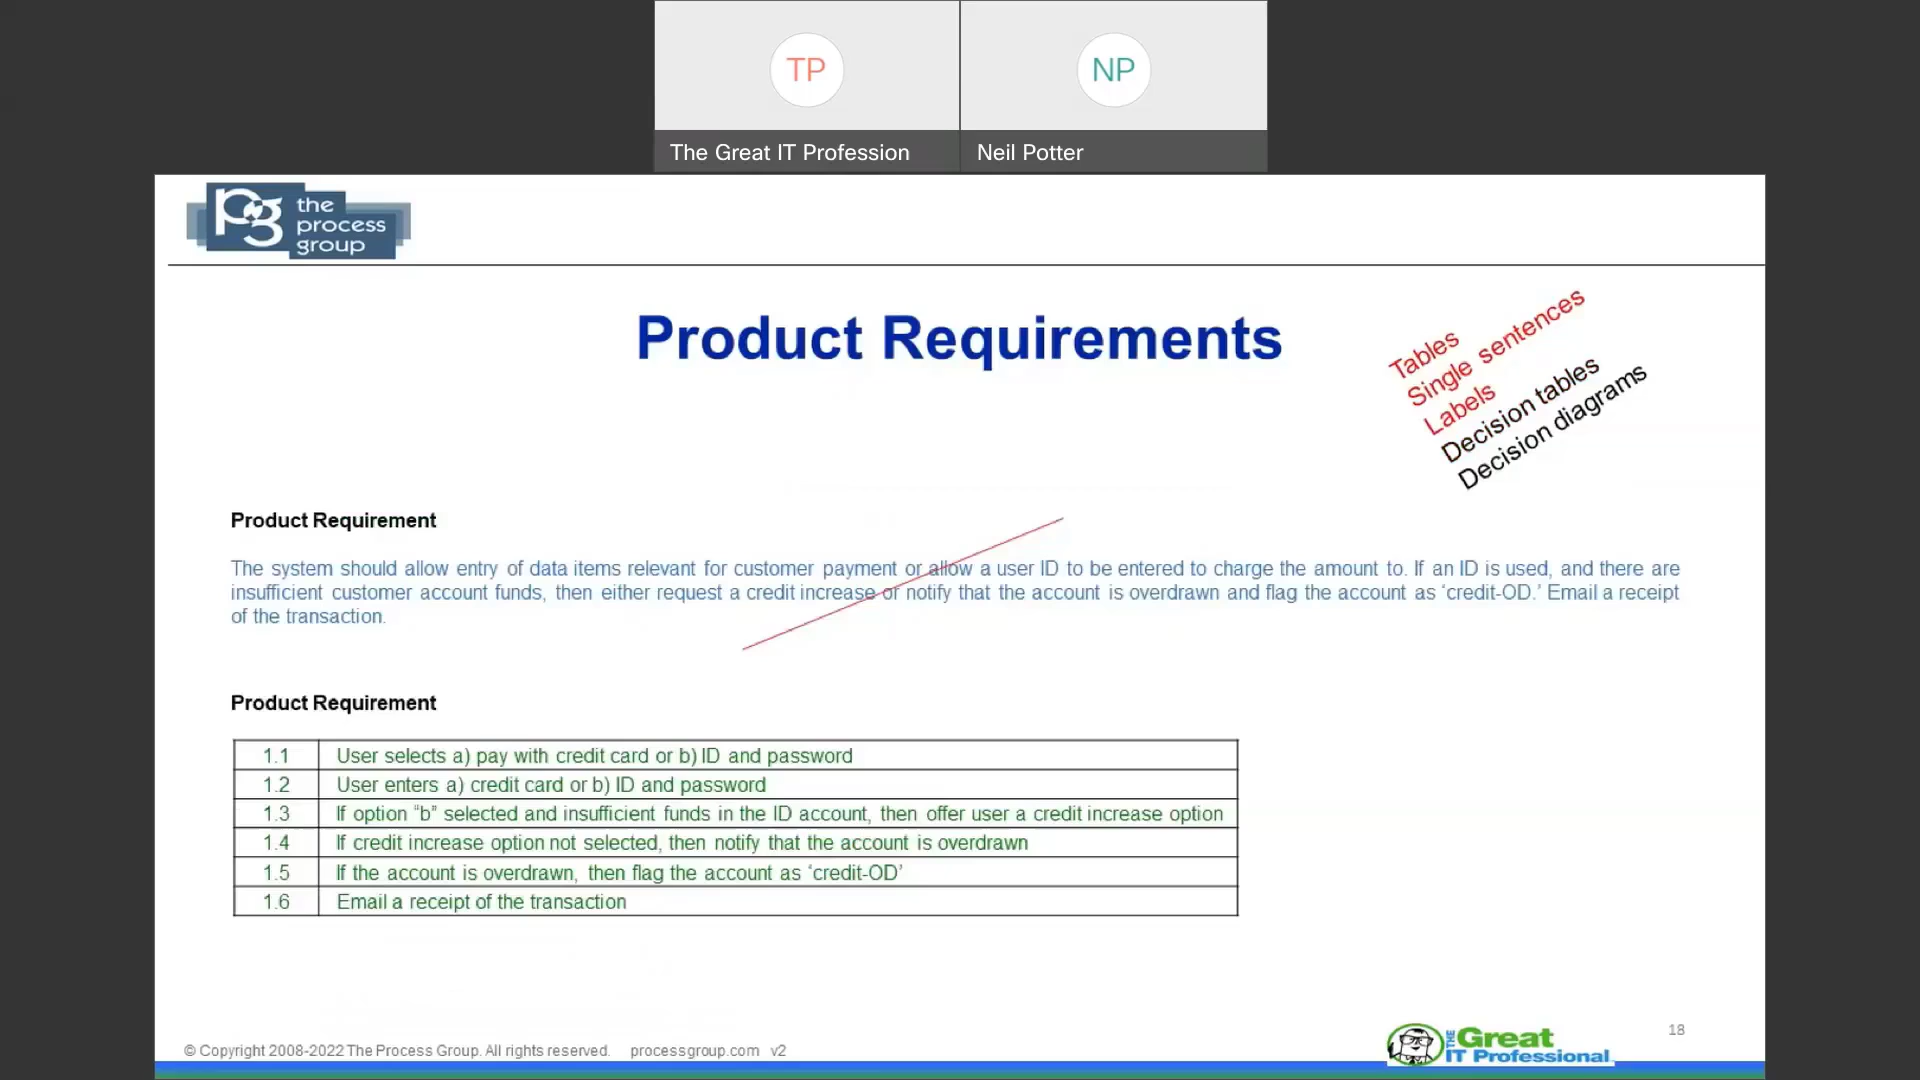 TP
NP
The Great IT Profession
Neil Potter
pg the
process
group
Product Requirements
Tables
Single sentences
Labels
Decision tables
Decision diagrams
Product Requirement
The system should allow entry of data items relevant for customer payment or allow a user ID to be entered to charge the amount to. If an ID is used, and there are
insufficient customer account funds, then either request a credit increase or notify that the account is overdrawn and flag the account as ‘credit-OD.’ Email a receipt
of the transaction.
Product Requirement
1.1 User selects a) pay with credit card or b) ID and password
1.2 User enters a) credit card or b) ID and password
1.3 If option “b” selected and insufficient funds in the ID account, then offer user a credit increase option
1.4 If credit increase option not selected, then notify that the account is overdrawn
1.5 If the account is overdrawn, then flag the account as ‘credit-OD’
1.6 Email a receipt of the transaction
© Copyright 2008-2022 The Process Group. All rights reserved. processgroup.com v2
THE Great
IT Professional
18